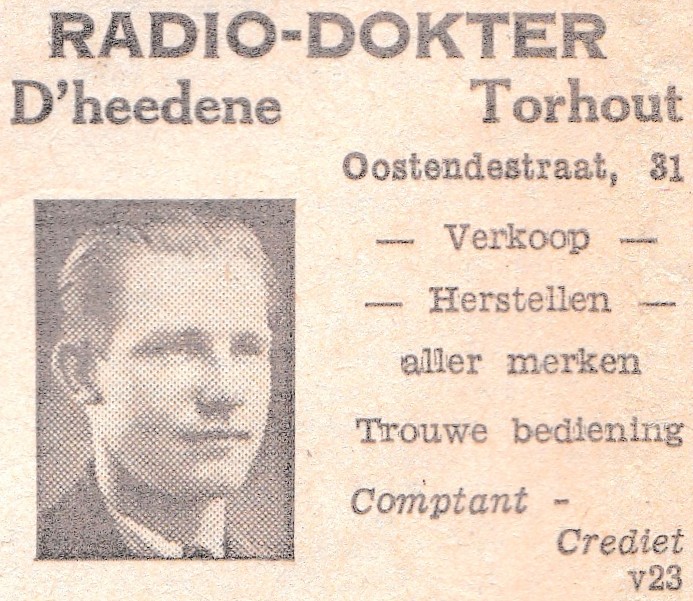 RADIO-DOKTER
D'heedene Torhout
Oostendestraat, 31
— Verkoop —
— Herstellen —
aller merken
Trouwe bediening
Comptant -
Crediet
v23